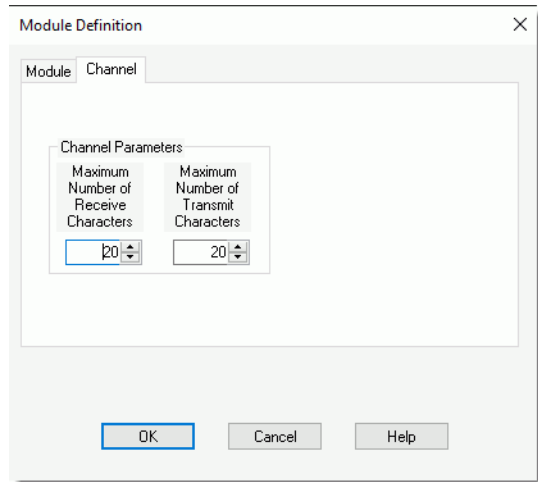 Module Definition
Module Channel
Channel Parameters
Maximum Maximum
Number of Number of
Receive Transmit
Characters Characters
20 20
OK Cancel Help